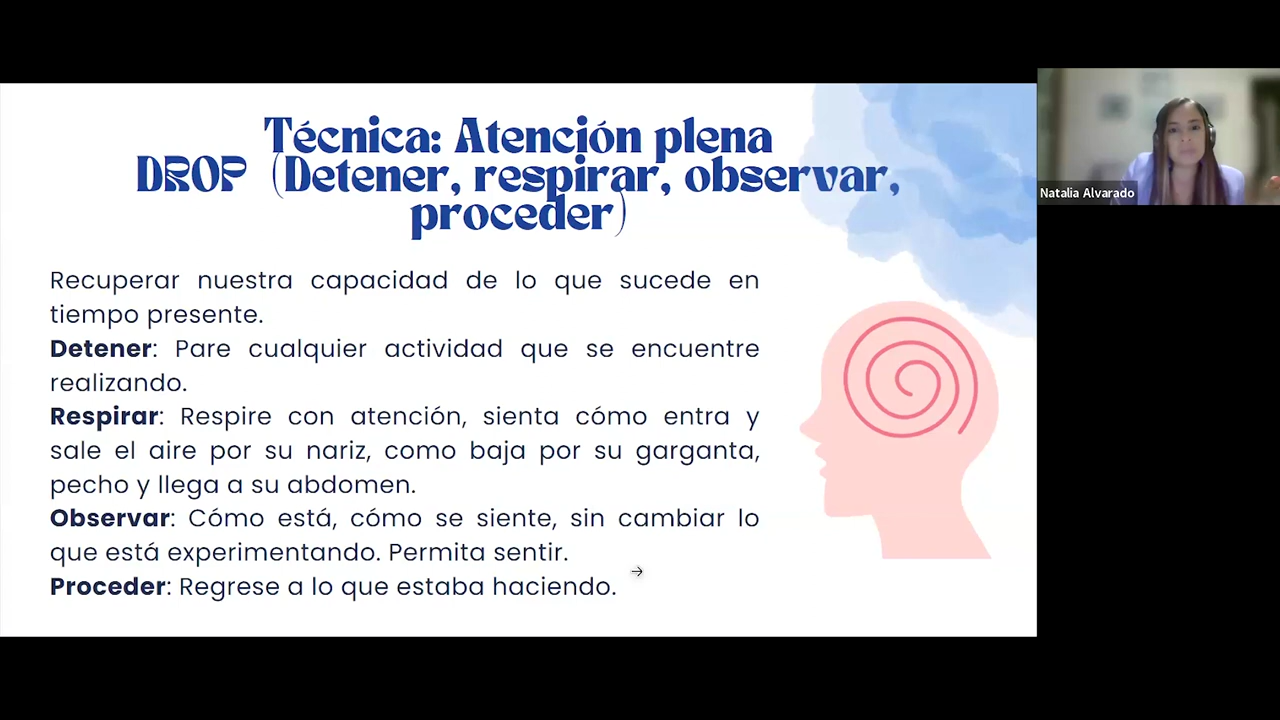 Técnica: Atención plena
DROP (Detener, respirar, observar,
proceder)
Recuperar nuestra capacidad de lo que sucede en
tiempo presente.
Detener: Pare cualquier actividad que se encuentre
realizando.
Respirar: Respire con atención, sienta cómo entra y
sale el aire por su nariz, como baja por su garganta,
pecho y llega a su abdomen.
Observar: Cómo está, cómo se siente, sin cambiar lo
que está experimentando. Permita sentir.
Proceder: Regrese a lo que estaba haciendo.
Natalia Alvarado